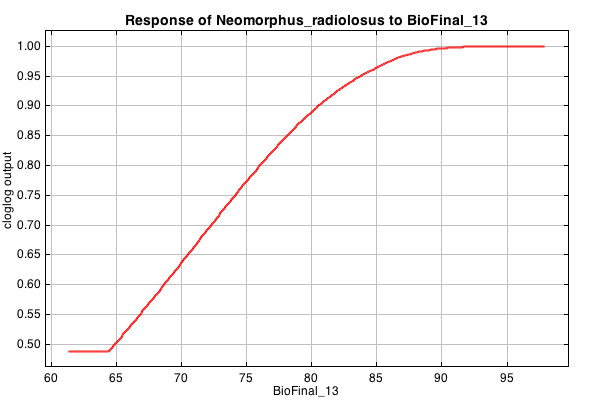 Response of Neomorphus_radiolosus to BioFinal_13
cloglog output
1.00
0.95
0.90
0.85
0.80
0.75
0.70
0.65
0.60
0.55
0.50
60 65 70 75 80 85 90 95
BioFinal_13